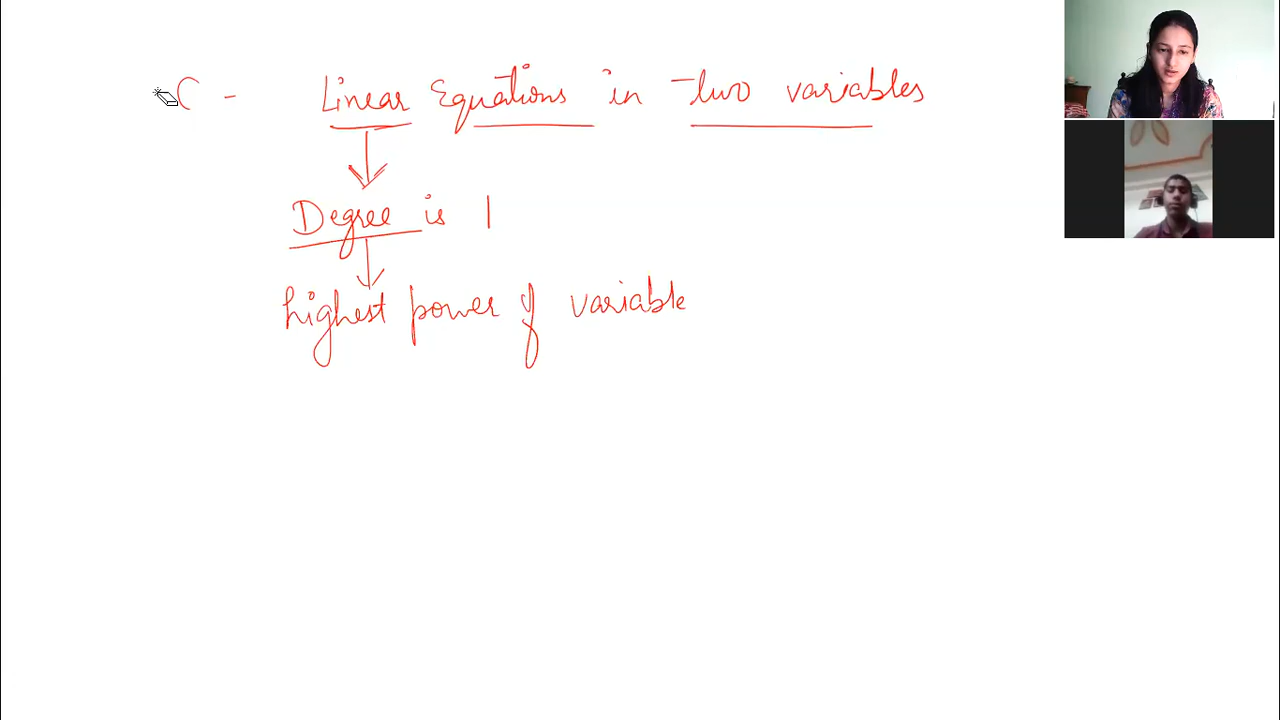 C - Linear Equations in two variables
Degree is 1
highest power of variable